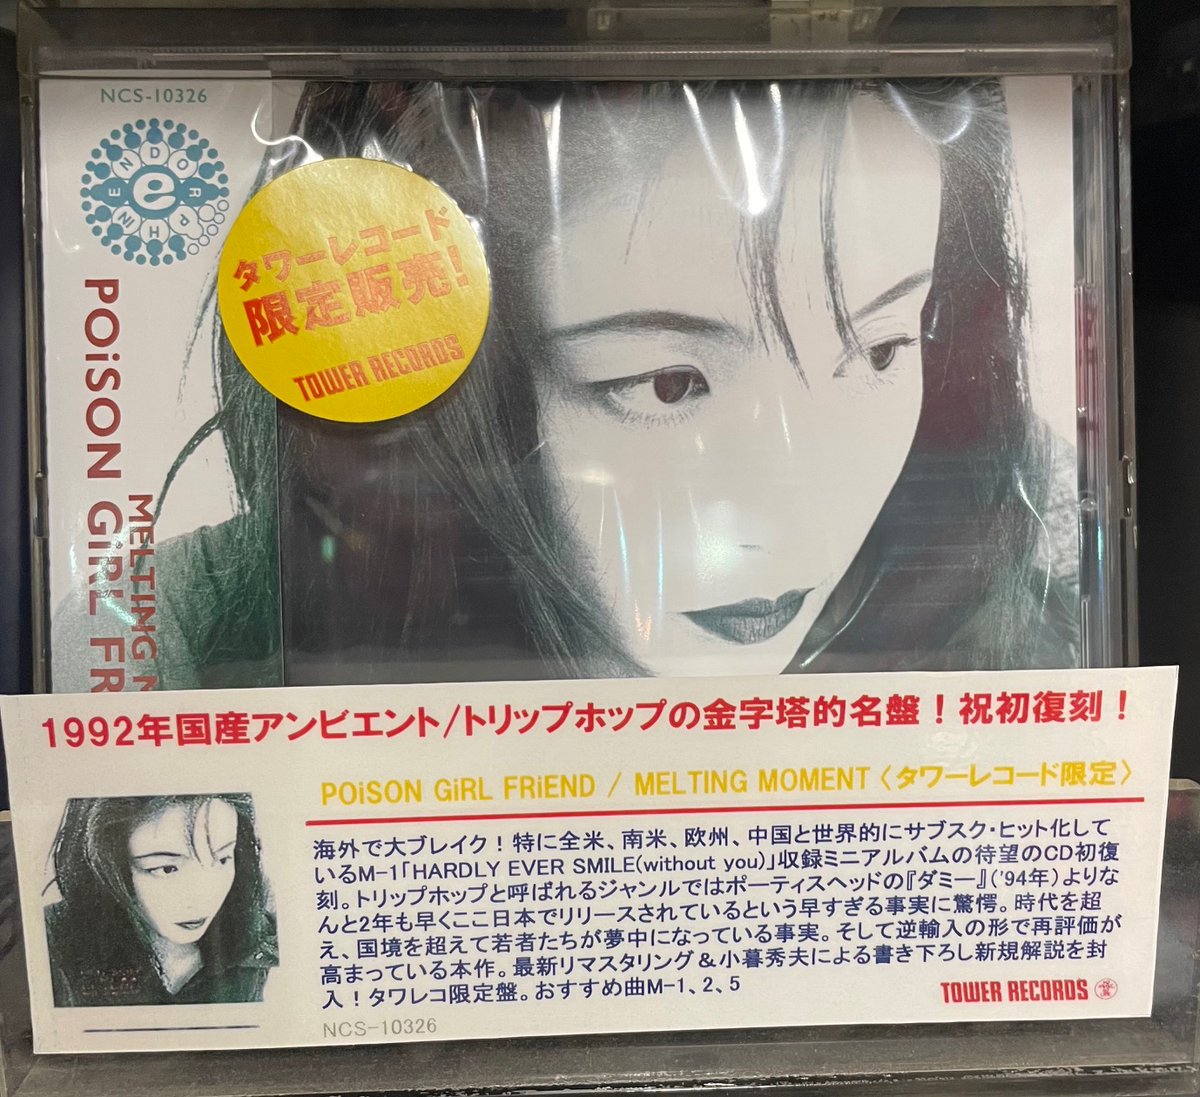 NCS-10326
ENDORPHINE
e
POiSON GiRL FR
MELTING M
タワーレコード
限定販売!
TOWER RECORDS
1992年国産アンビエント/トリップホップの金字塔的名盤！祝初復刻！
POiSON GiRL FRiEND / MELTING MOMENT〈タワーレコード限定〉
海外で大ブレイク！特に全米、南米、欧州、中国と世界的にサブスク・ヒット化して
いるM-1「HARDLY EVER SMILE(without you)」収録ミニアルバムの待望のCD初復
刻。トリップホップと呼ばれるジャンルではポーティスヘッドの『ダミー』('94年)よりな
んと2年も早くここ日本でリリースされているという早すぎる事実に驚愕。時代を超
え、国境を超えて若者たちが夢中になっている事実。そして逆輸入の形で再評価が
高まっている本作。最新リマスタリング＆小暮秀夫による書き下ろし新規解説を封
入！タワレコ限定盤。おすすめ曲M-1、2、5
TOWER RECORDS
NCS-10326